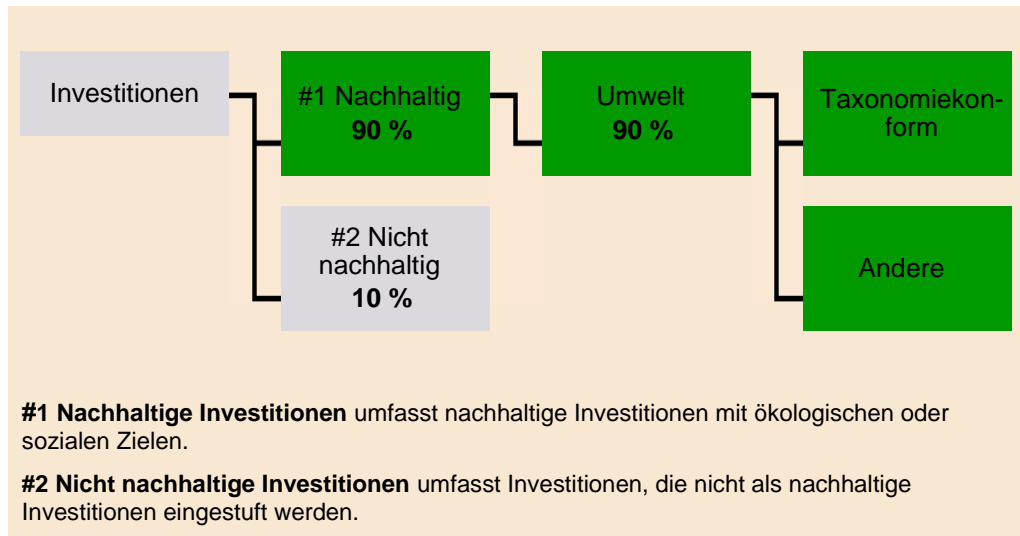 Investitionen
#1 Nachhaltig
90 %
Umwelt
90 %
Taxonomiekon-
form
#2 Nicht
nachhaltig
10 %
Andere
#1 Nachhaltige Investitionen umfasst nachhaltige Investitionen mit ökologischen oder
sozialen Zielen.
#2 Nicht nachhaltige Investitionen umfasst Investitionen, die nicht als nachhaltige
Investitionen eingestuft werden.